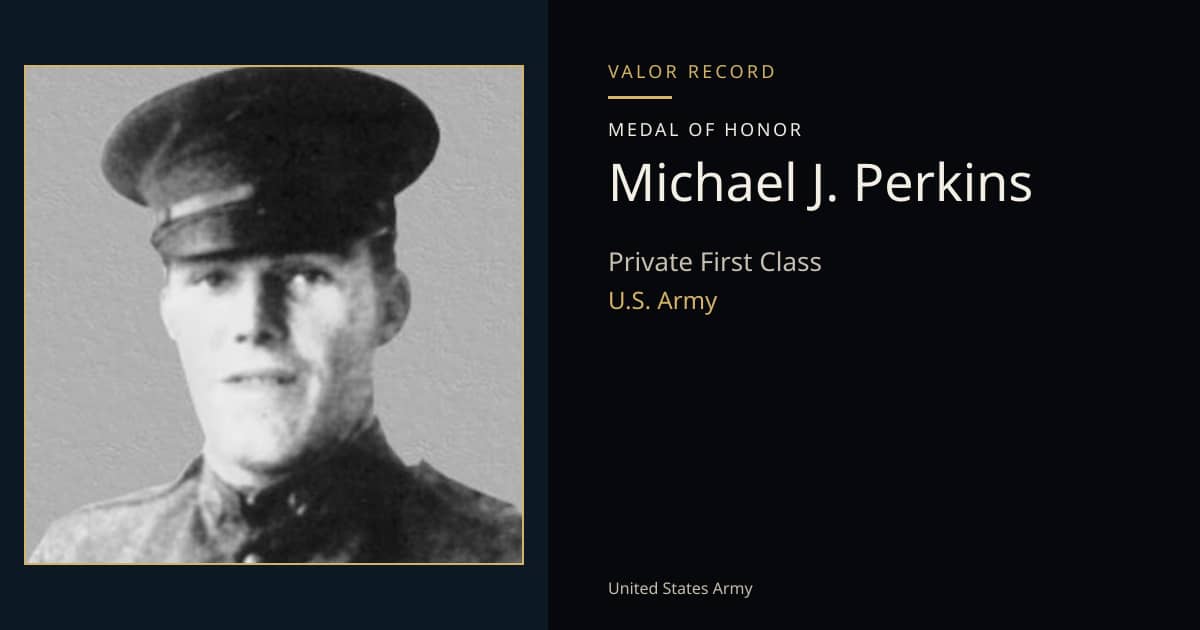 VALOR RECORD
MEDAL OF HONOR
Michael J. Perkins
Private First Class
U.S. Army
United States Army